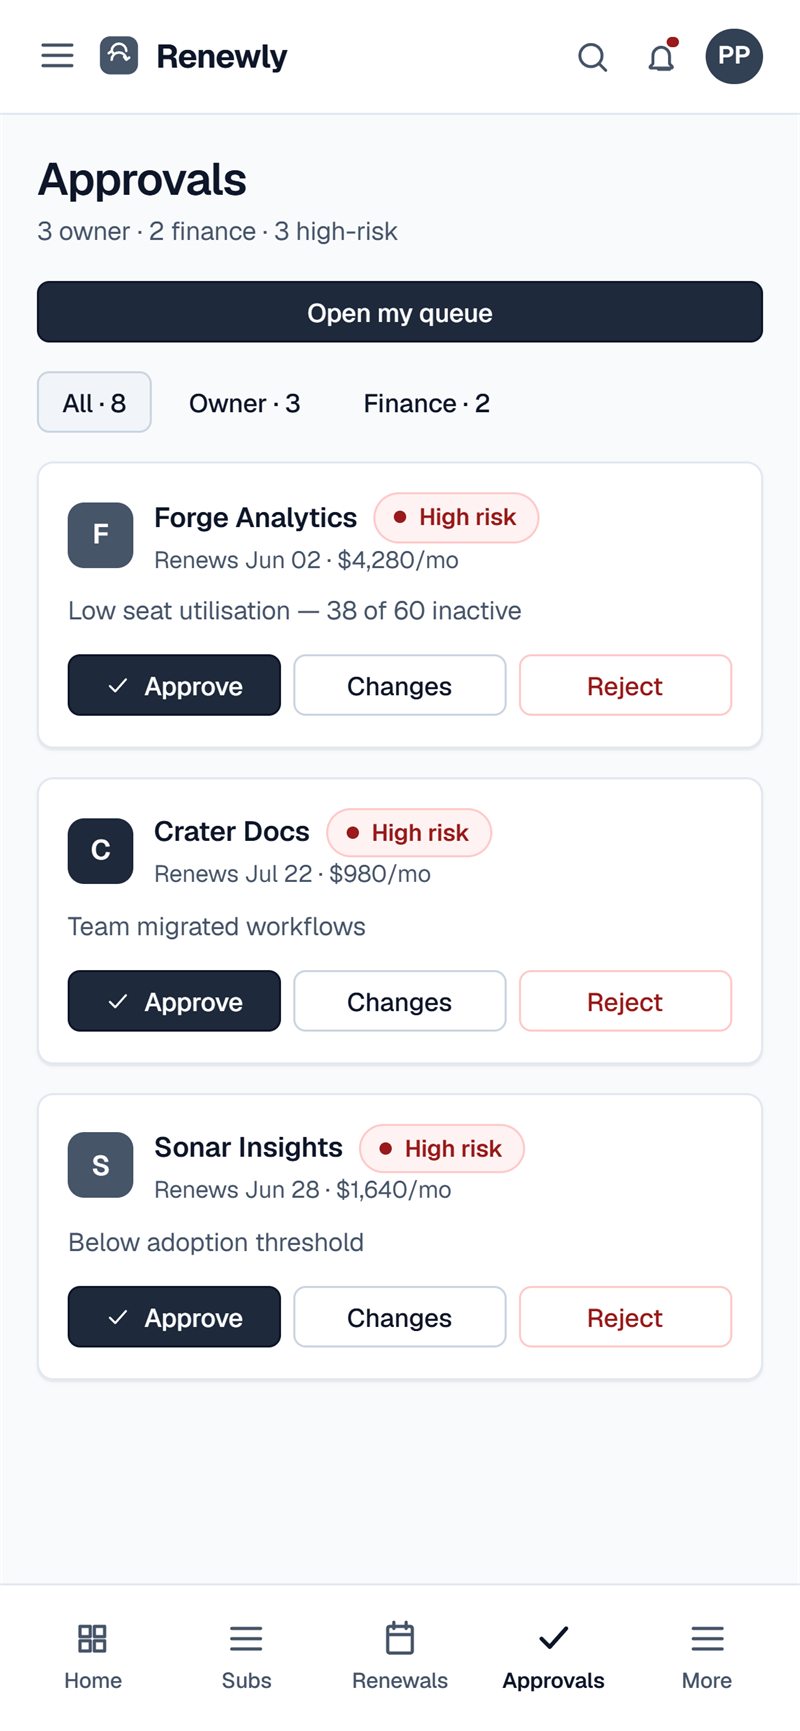 Renewly
PP
Approvals
3 owner · 2 finance · 3 high-risk
Open my queue
All · 8
Owner · 3
Finance · 2
F
Forge Analytics
High risk
Renews Jun 02 · $4,280/mo
Low seat utilisation — 38 of 60 inactive
Approve
Changes
Reject
C
Crater Docs
High risk
Renews Jul 22 · $980/mo
Team migrated workflows
Approve
Changes
Reject
S
Sonar Insights
High risk
Renews Jun 28 · $1,640/mo
Below adoption threshold
Approve
Changes
Reject
Home
Subs
Renewals
Approvals
More